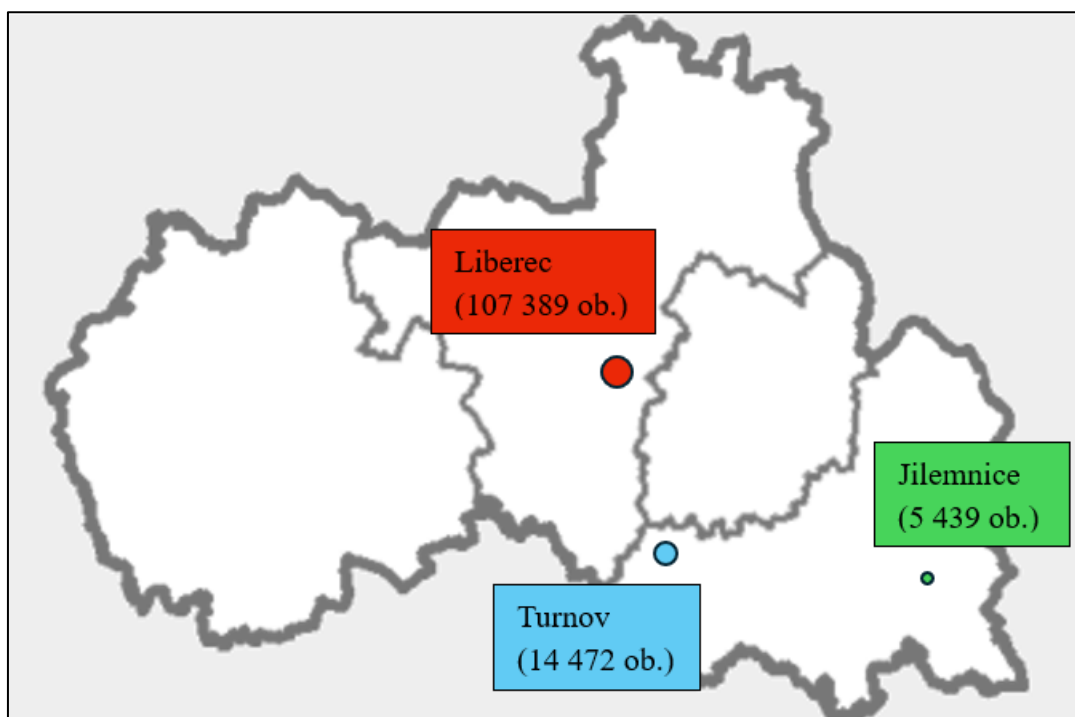 Liberec
(107 389 ob.)
Jilemnice
(5 439 ob.)
Turnov
(14 472 ob.)